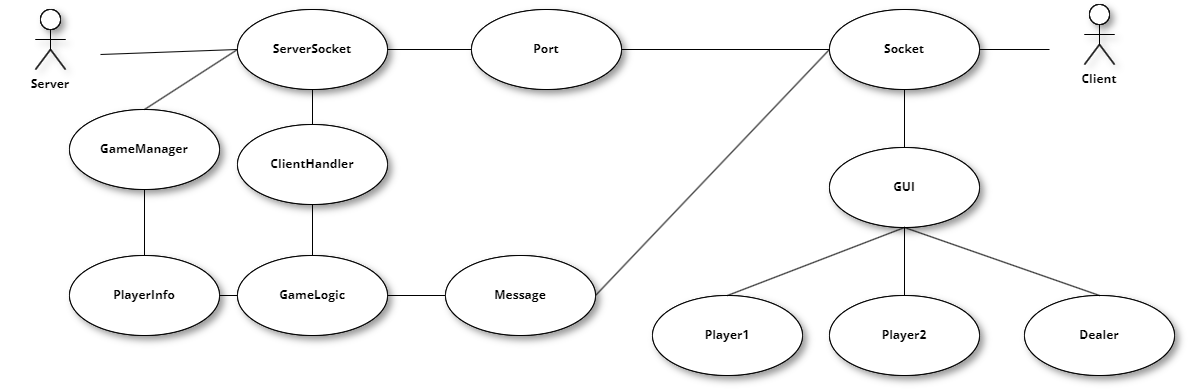 ServerSocket
Port
Socket
Server
Client
GameManager
ClientHandler
GUI
PlayerInfo
GameLogic
Message
Player1
Player2
Dealer